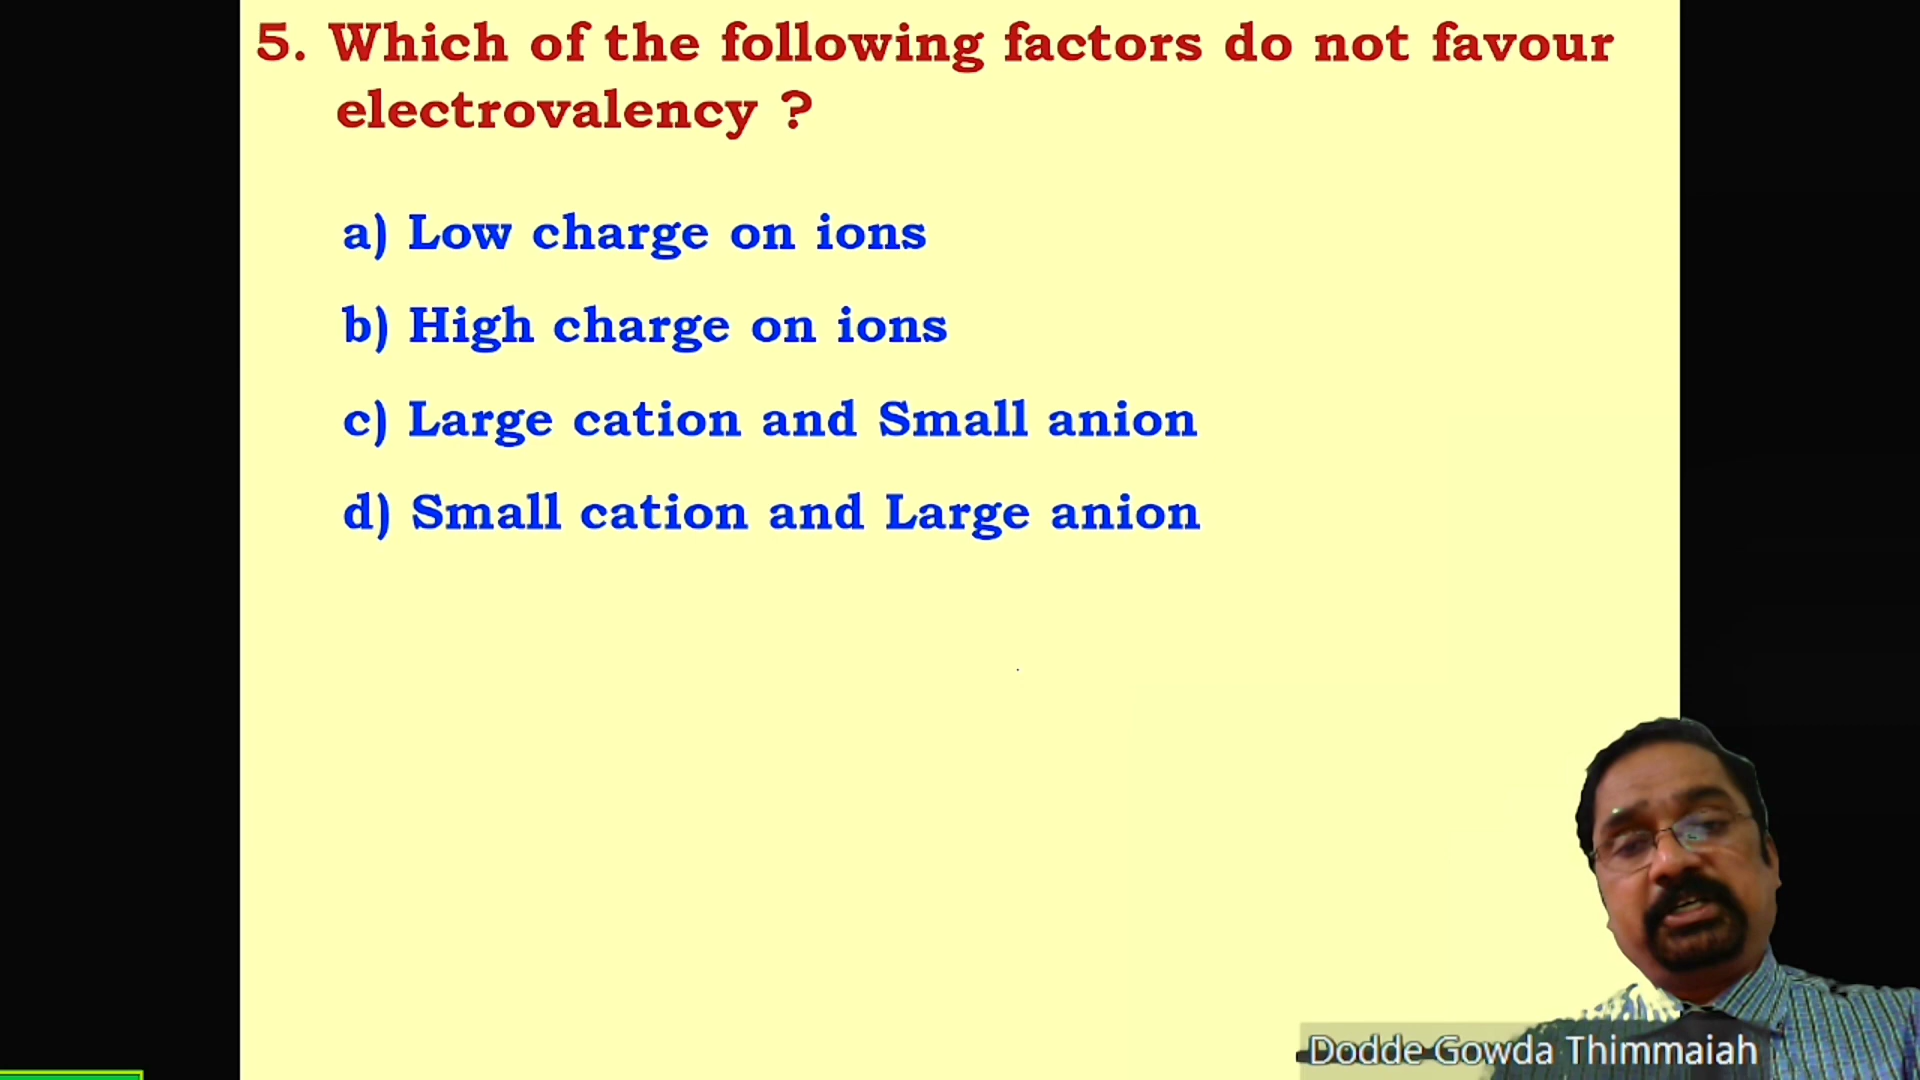 5. Which of the following factors do not favour
electrovalency ?
a) Low charge on ions
b) High charge on ions
c) Large cation and Small anion
d) Small cation and Large anion
Dodde Gowda Thimmaiah